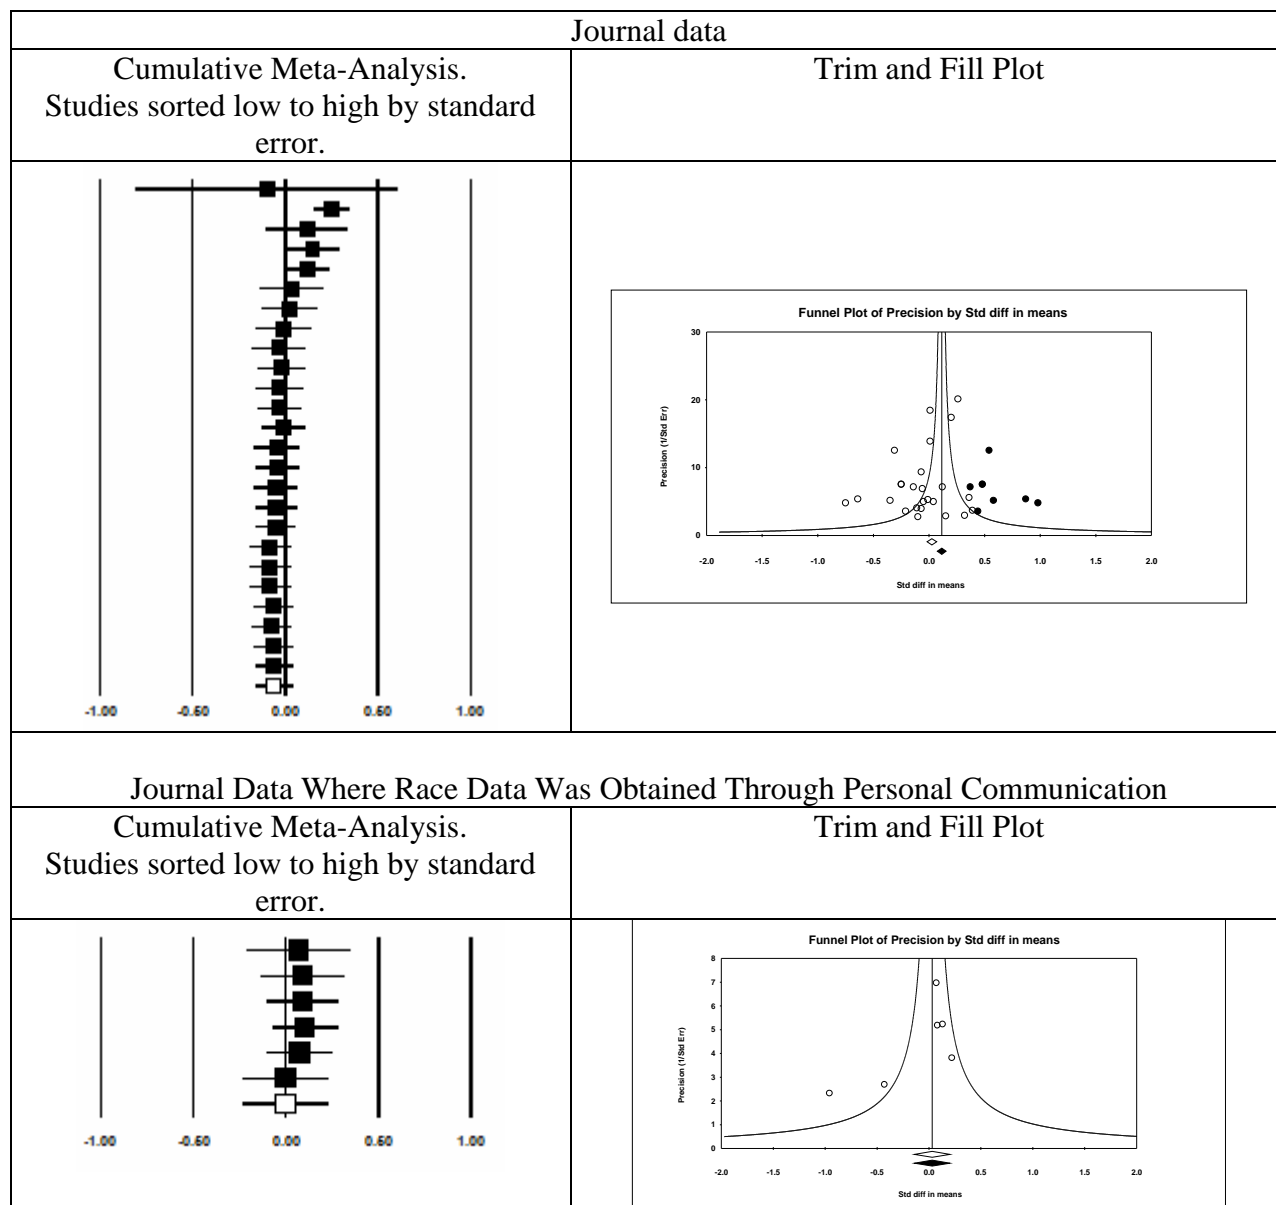 Journal data
Cumulative Meta-Analysis.
Studies sorted low to high by standard
error.
Trim and Fill Plot
-1.00 -0.50 0.00 0.50 1.00
Funnel Plot of Precision by Std diff in means
Precision (1/Std Err)
30
20
10
0
-2.0 -1.5 -1.0 -0.5 0.0 0.5 1.0 1.5 2.0
Std diff in means
Journal Data Where Race Data Was Obtained Through Personal Communication
Cumulative Meta-Analysis.
Studies sorted low to high by standard
error.
Trim and Fill Plot
-1.00 -0.50 0.00 0.50 1.00
Funnel Plot of Precision by Std diff in means
Precision (1/Std Err)
8
7
6
5
4
3
2
1
0
-2.0 -1.5 -1.0 -0.5 0.0 0.5 1.0 1.5 2.0
Std diff in means